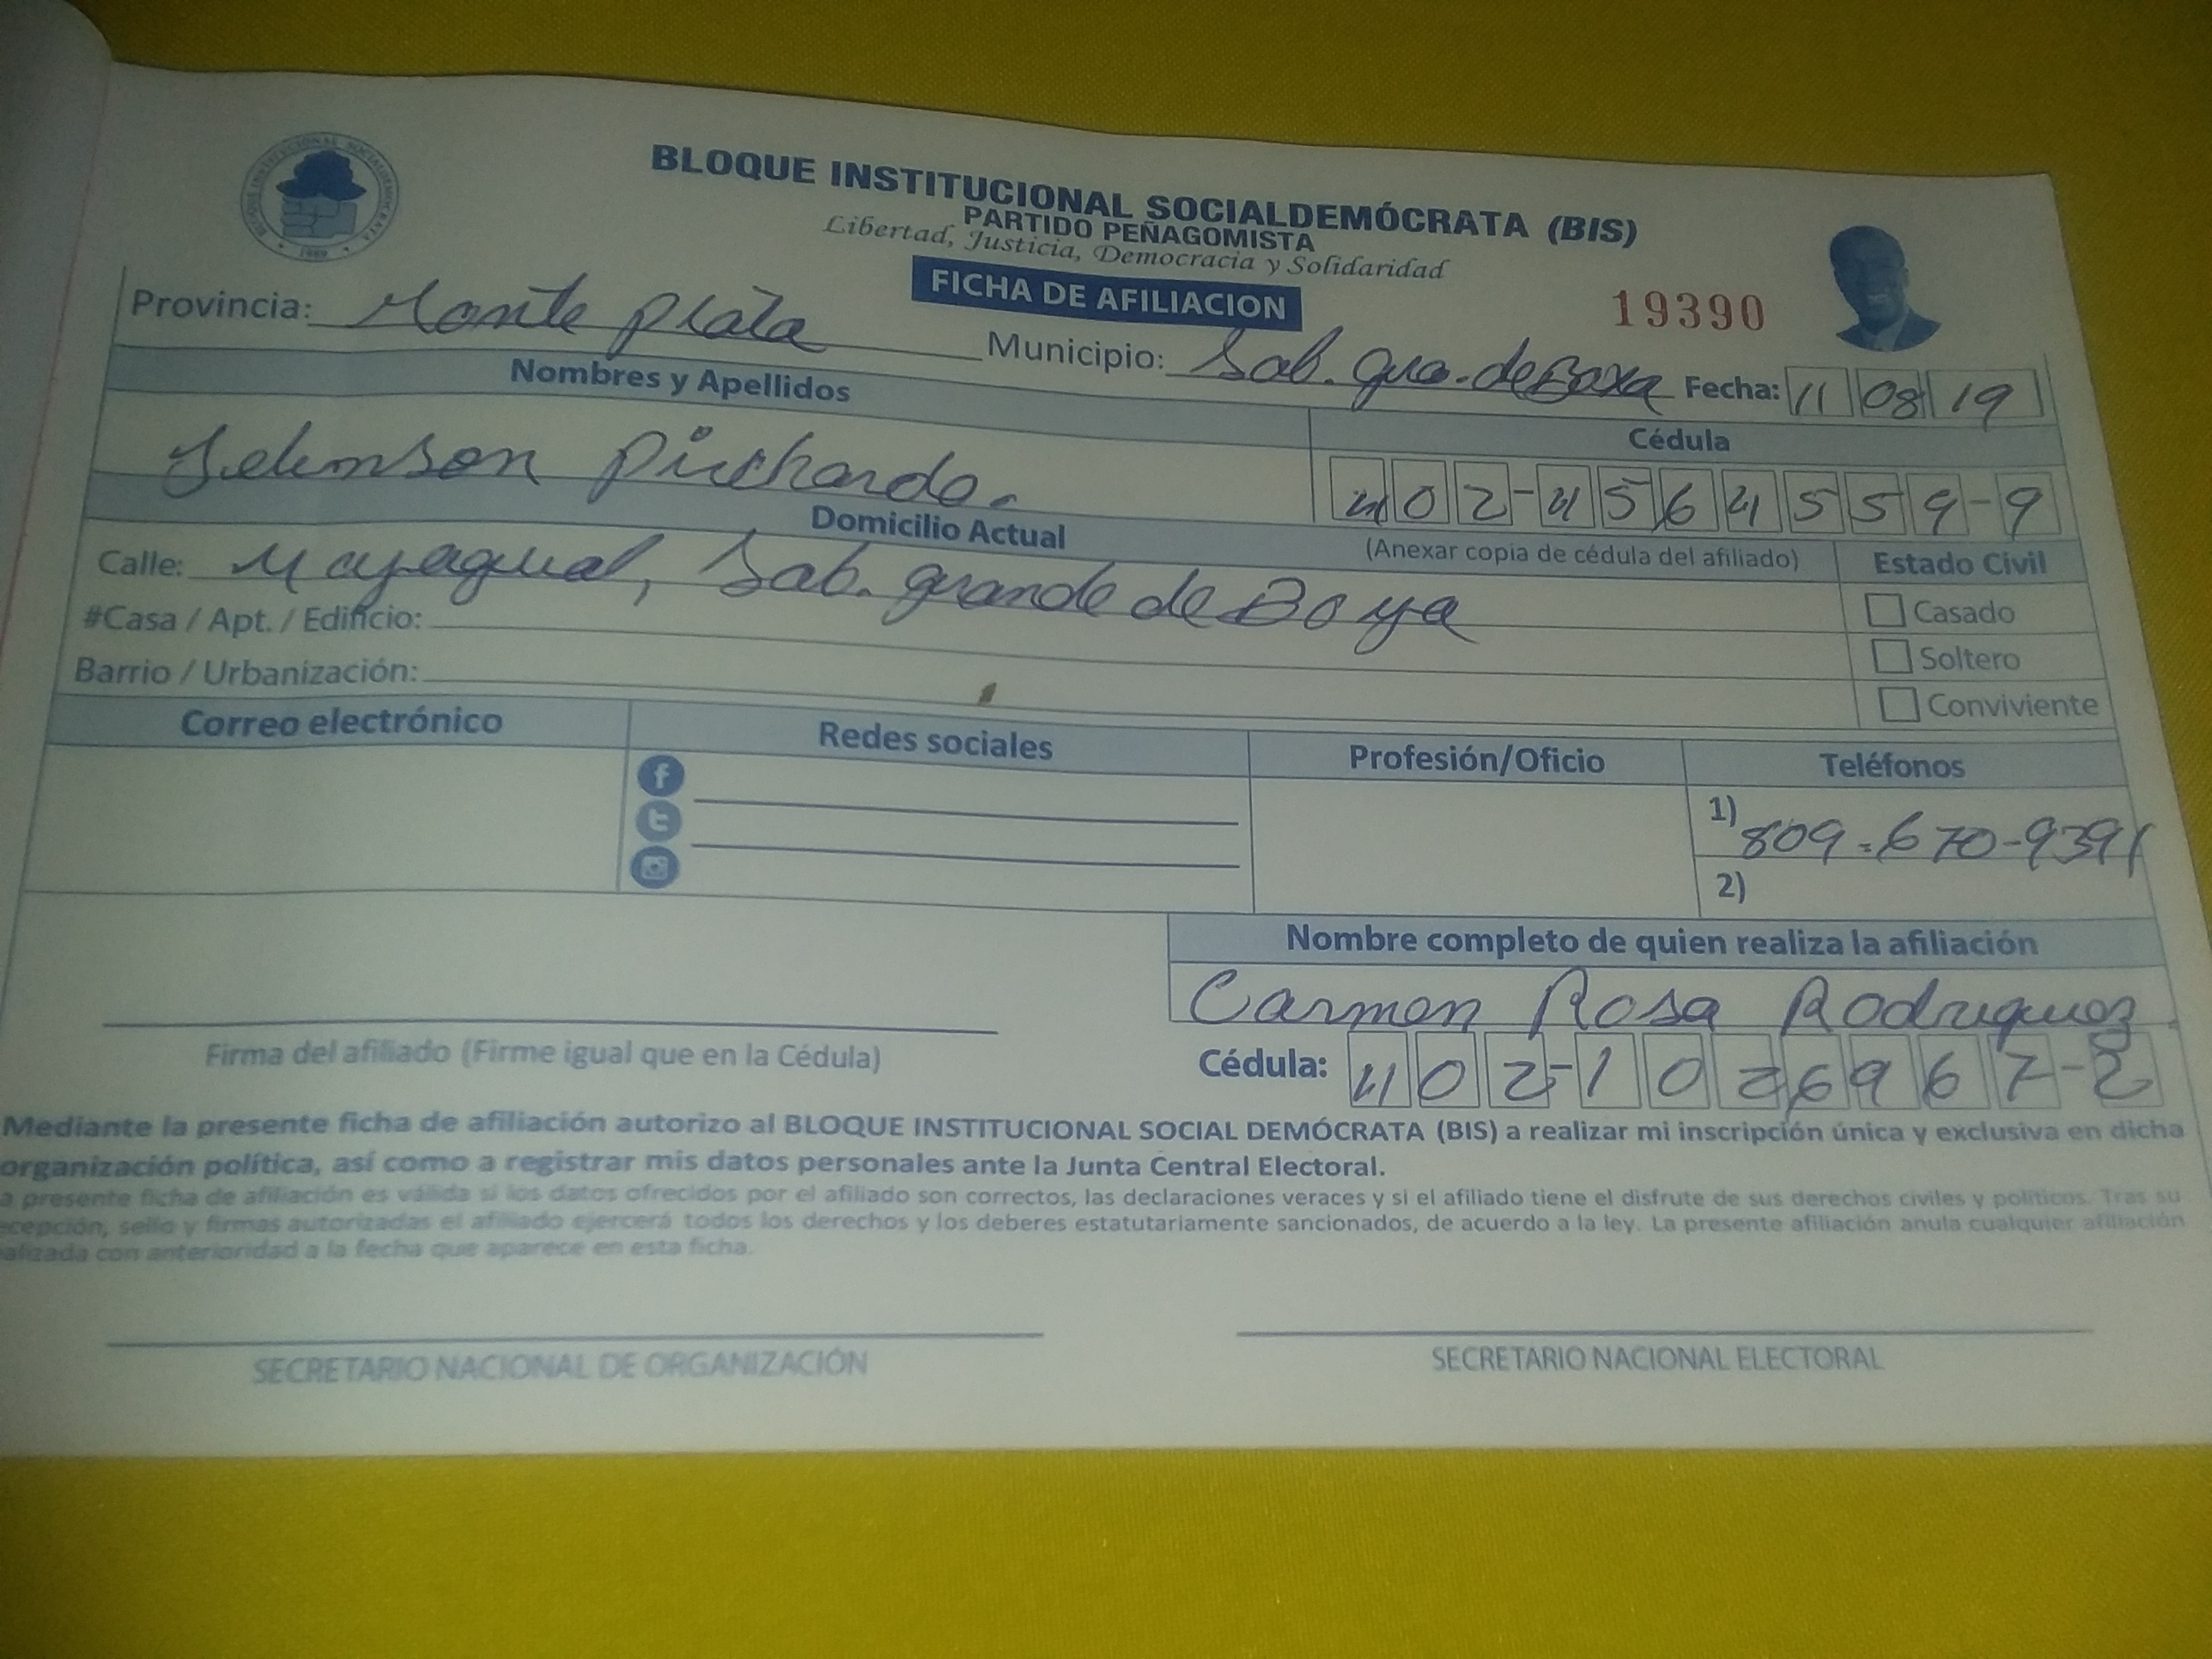 BLOQUE INSTITUCIONAL SOCIALDEMÓCRATA (BIS)
PARTIDO PEÑAGOMISTA
Libertad, Justicia, Democracia y Solidaridad
FICHA DE AFILIACION
19390
Provincia: Monte Plata Municipio: Sab. gra. de Boya Fecha: 11 08 19
Nombres y Apellidos
Cédula
Pichardo. 402-4564559-9
Domicilio Actual
(Anexar copia de cédula del afiliado)
Estado Civil
Calle: Mayagual, Sab. grande de Boya
Casado
#Casa / Apt. / Edificio:
Soltero
Barrio / Urbanización:
Conviviente
Correo electrónico
Redes sociales
Profesión/Oficio
Teléfonos
1) 809-670-9391
2)
Nombre completo de quien realiza la afiliación
Carmen Rosa Rodriguez
Firma del afiliado (Firme igual que en la Cédula)
Cédula: 402-1026967-2
Mediante la presente ficha de afiliación autorizo al BLOQUE INSTITUCIONAL SOCIAL DEMÓCRATA (BIS) a realizar mi inscripción única y exclusiva en dicha
organización política, así como a registrar mis datos personales ante la Junta Central Electoral.
a presente ficha de afiliación es válida si los datos ofrecidos por el afiliado son correctos, las declaraciones veraces y si el afiliado tiene el disfrute de sus derechos civiles y políticos. Tras su
cepción, sello y firmas autorizadas el afiliado ejercerá todos los derechos y los deberes estatutariamente sancionados, de acuerdo a la ley. La presente afiliación anula cualquier afiliación
alizada con anterioridad a la fecha que aparece en esta ficha.
SECRETARIO NACIONAL DE ORGANIZACIÓN
SECRETARIO NACIONAL ELECTORAL